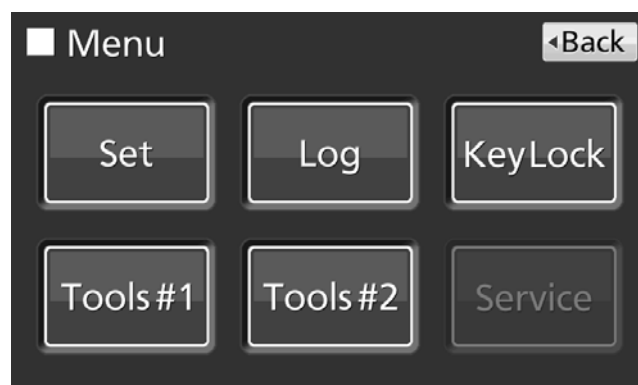 Menu
Back
Set
Log
KeyLock
Tools#1
Tools#2
Service